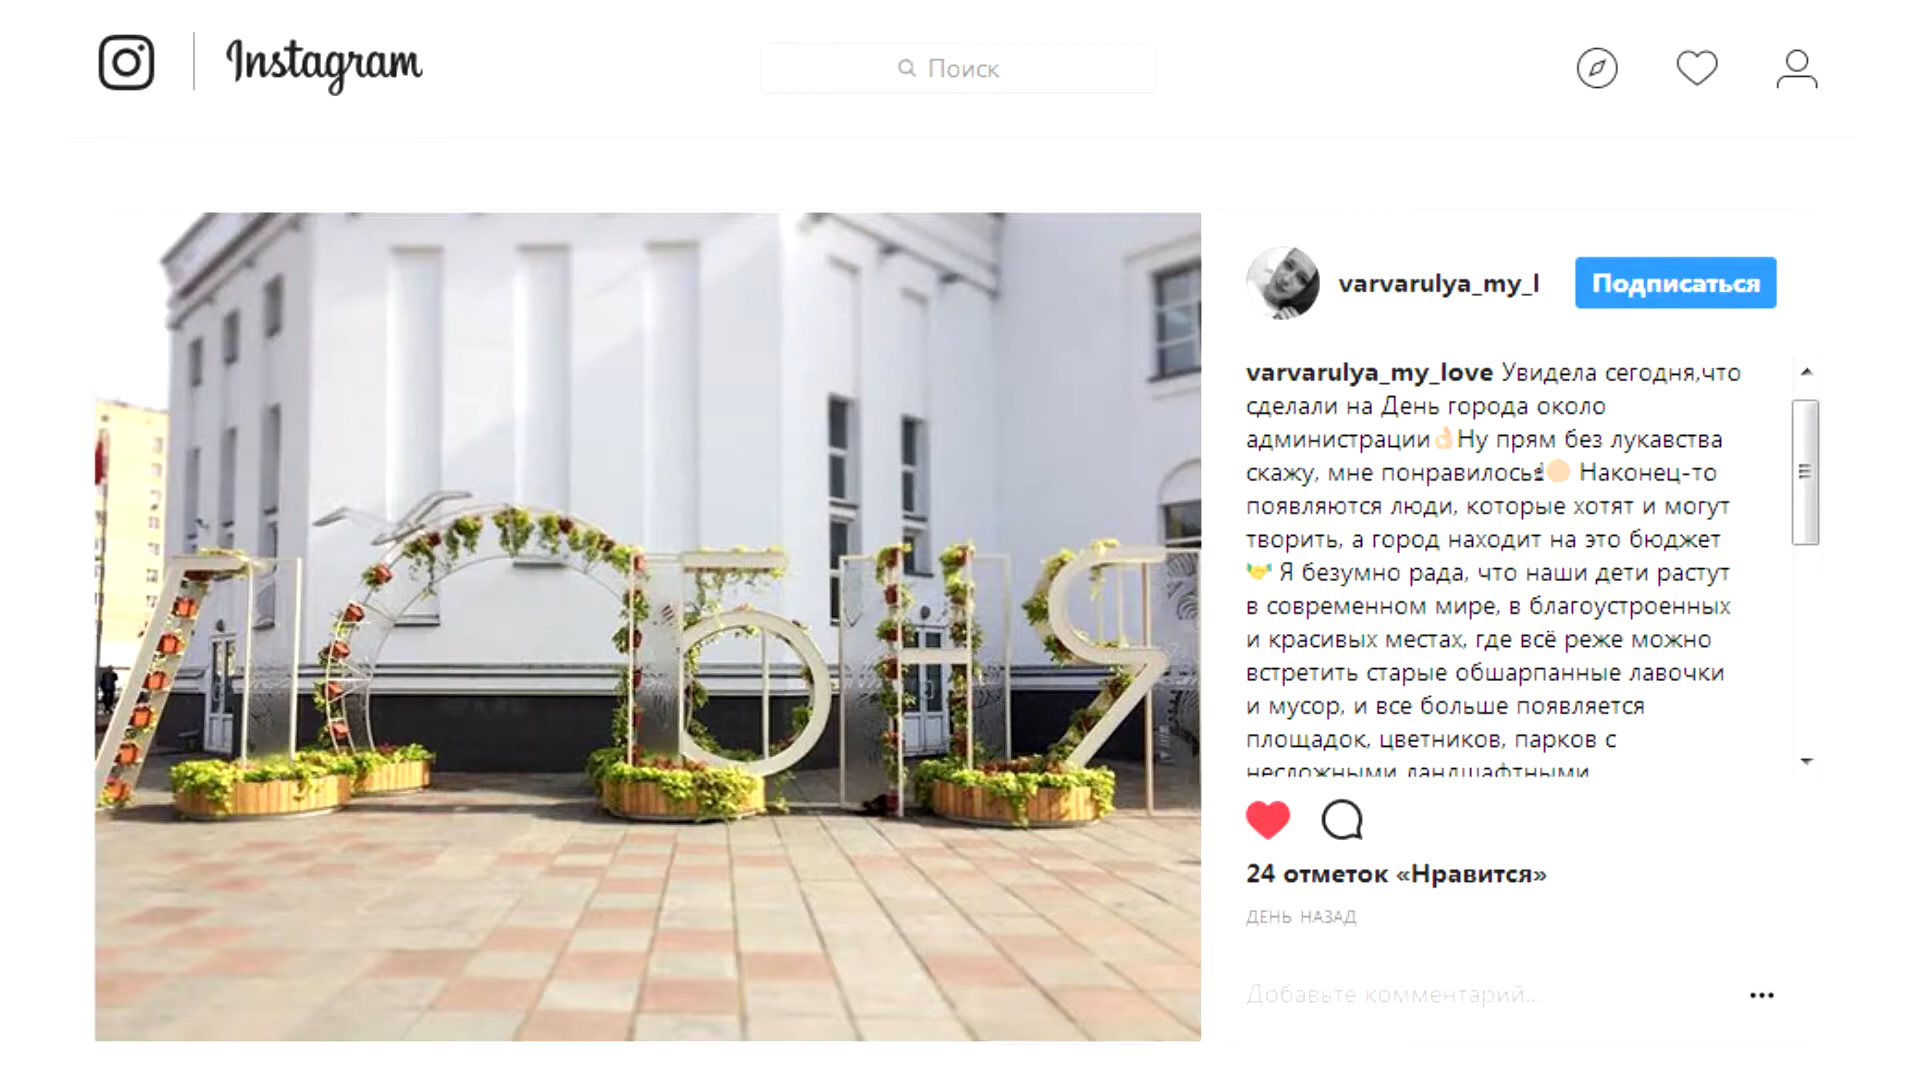 Instagram
Поиск
varvarulya_my_l
Подписаться
varvarulya_my_love Увидела сегодня,что
сделали на День города около
администрации👌🏻Ну прям без лукавства
скажу, мне понравилось Наконец-то
появляются люди, которые хотят и могут
творить, а город находит на это бюджет
🤝 Я безумно рада, что наши дети растут
в современном мире, в благоустроенных
и красивых местах, где всё реже можно
встретить старые обшарпанные лавочки
и мусор, и все больше появляется
площадок, цветников, парков с
несложными ландшафтными
24 отметок «Нравится»
ДЕНЬ НАЗАД
Добавьте комментарий...